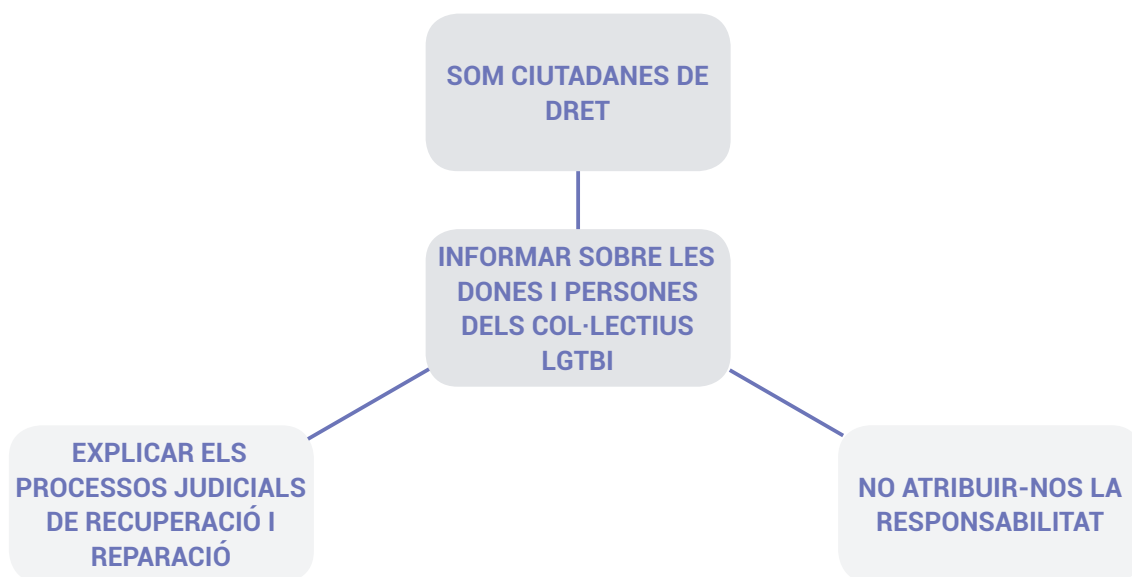 SOM CIUTADANES DE
DRET
INFORMAR SOBRE LES
DONES I PERSONES
DELS COL·LECTIUS
LGTBI
EXPLICAR ELS
PROCESSOS JUDICIALS
DE RECUPERACIÓ I
REPARACIÓ
NO ATRIBUIR-NOS LA
RESPONSABILITAT